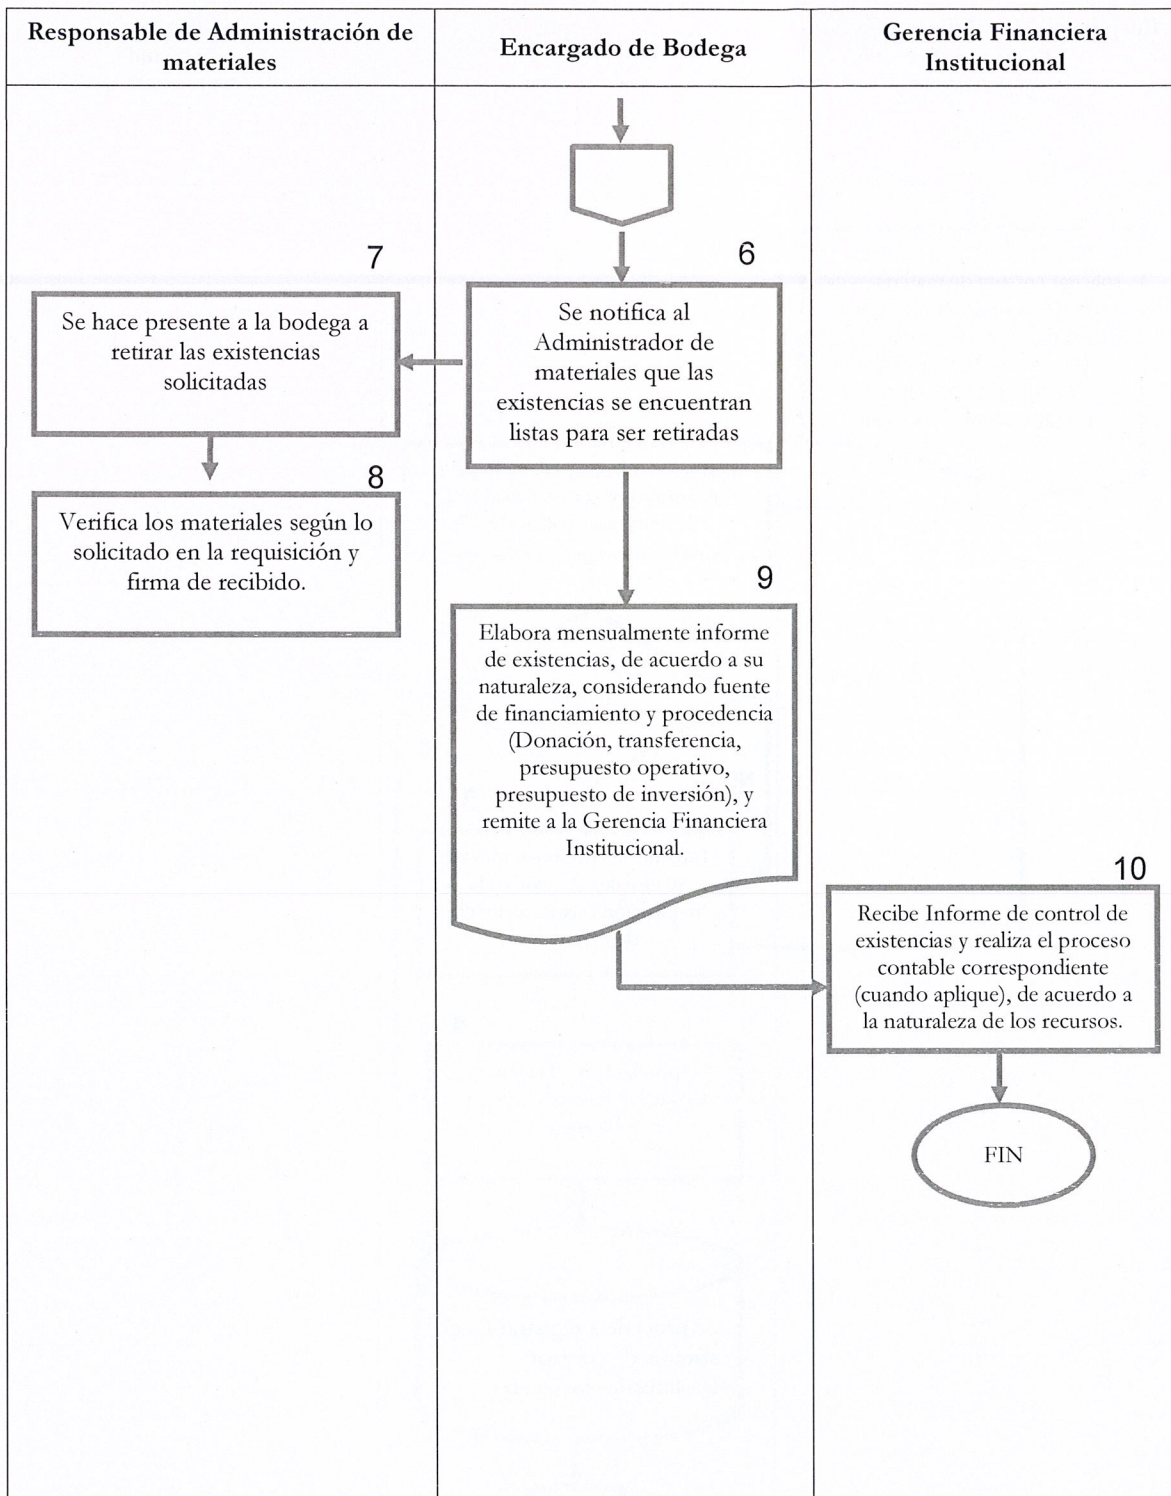 Responsable de Administración de
materiales
Encargado de Bodega
Gerencia Financiera
Institucional
6
Se notifica al
Administrador de
materiales que las
existencias se encuentran
listas para ser retiradas
7
Se hace presente a la bodega a
retirar las existencias
solicitadas
8
Verifica los materiales según lo
solicitado en la requisición y
firma de recibido.
9
Elabora mensualmente informe
de existencias, de acuerdo a su
naturaleza, considerando fuente
de financiamiento y procedencia
(Donación, transferencia,
presupuesto operativo,
presupuesto de inversión), y
remite a la Gerencia Financiera
Institucional.
10
Recibe Informe de control de
existencias y realiza el proceso
contable correspondiente
(cuando aplique), de acuerdo a
la naturaleza de los recursos.
FIN